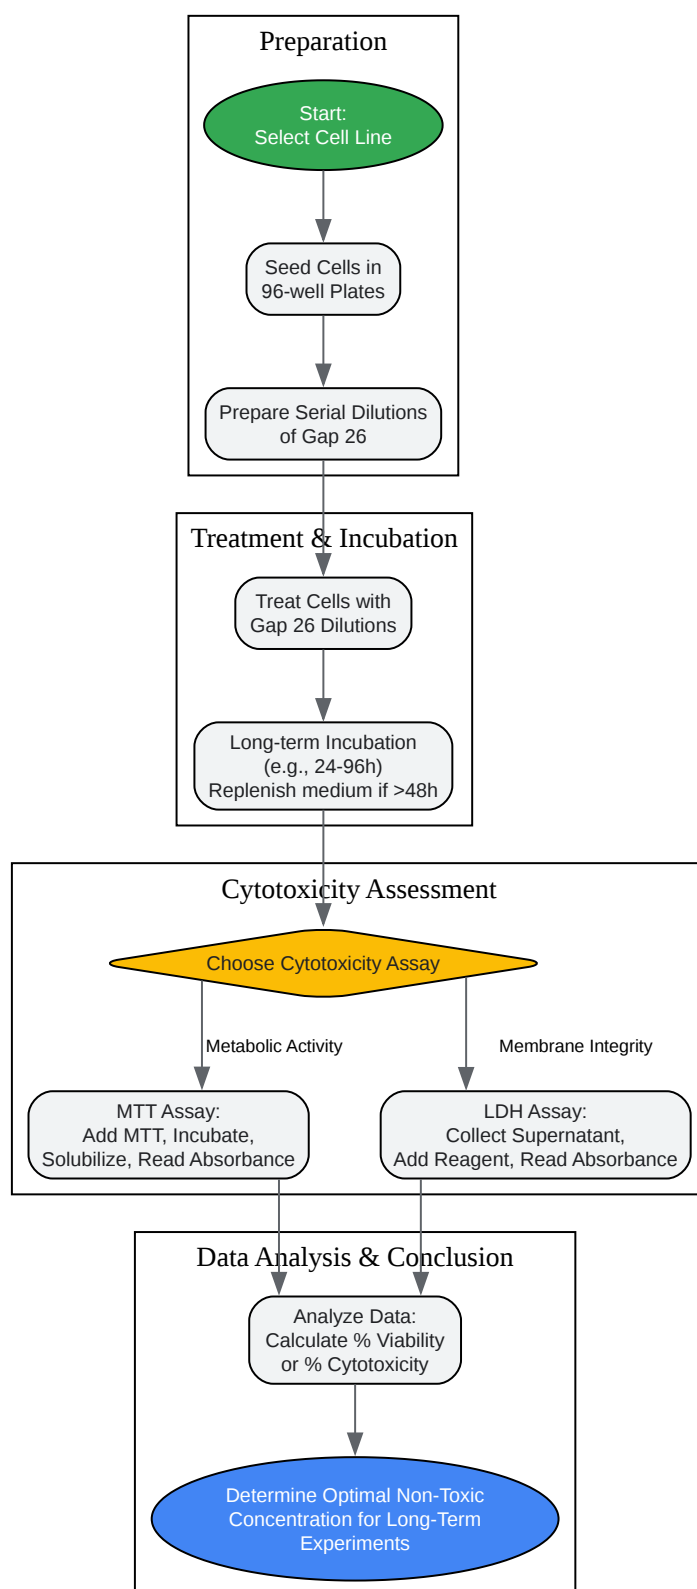 Preparation
Start:
Select Cell Line
Seed Cells in
96-well Plates
Prepare Serial Dilutions
of Gap 26
Treatment & Incubation
Treat Cells with
Gap 26 Dilutions
Long-term Incubation
(e.g., 24-96h)
Replenish medium if >48h
Cytotoxicity Assessment
Choose Cytotoxicity Assay
Metabolic Activity
Membrane Integrity
MTT Assay:
Add MTT, Incubate,
Solubilize, Read Absorbance
LDH Assay:
Collect Supernatant,
Add Reagent, Read Absorbance
Data Analysis & Conclusion
Analyze Data:
Calculate % Viability
or % Cytotoxicity
Determine Optimal Non-Toxic
Concentration for Long-Term
Experiments